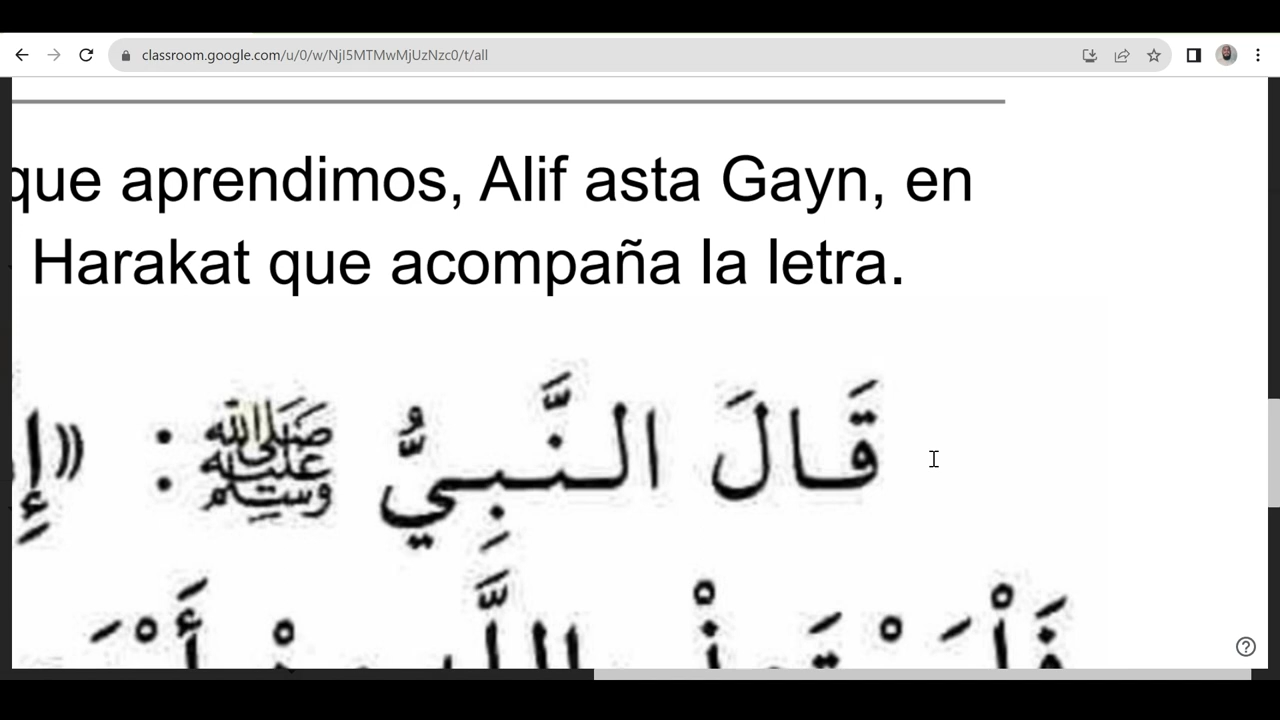 classroom.google.com/u/0/w/NjI5MTMwMjUzNzc0/t/all
que aprendimos, Alif asta Gayn, en
Harakat que acompaña la letra.
قَالَ النَّبِيُّ ﷺ : «